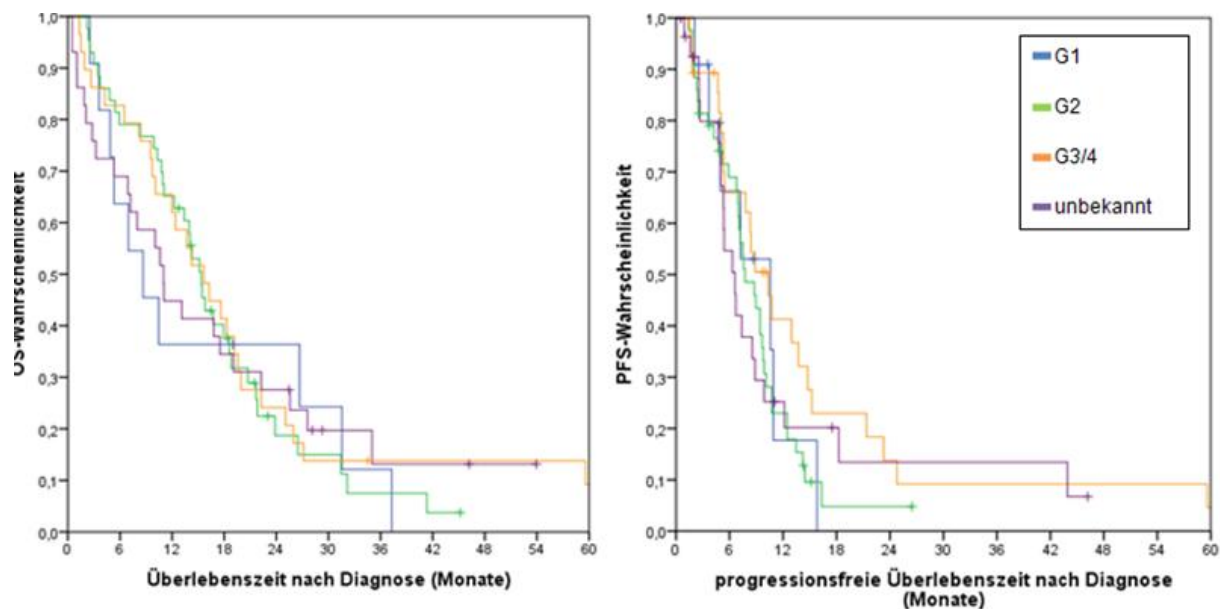 1,0
0,9
0,8
0,7
0,6
0,5
0,4
0,3
0,2
0,1
0,0
OS-Wahrscheinlichkeit
0 6 12 18 24 30 36 42 48 54 60
Überlebenszeit nach Diagnose (Monate)
1,0
0,9
0,8
0,7
0,6
0,5
0,4
0,3
0,2
0,1
0,0
PFS-Wahrscheinlichkeit
G1
G2
G3/4
unbekannt
0 6 12 18 24 30 36 42 48 54 60
progressionsfreie Überlebenszeit nach Diagnose
(Monate)